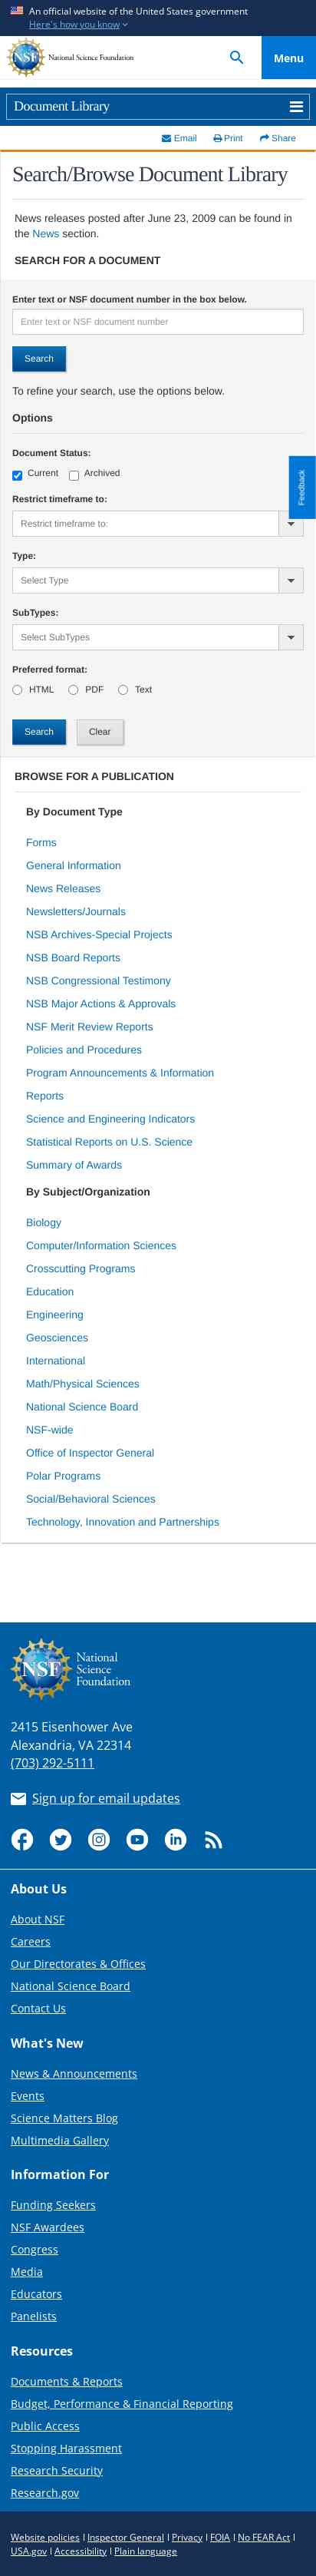 An official website of the United States government
Here's how you know
National Science Foundation
Menu
Document Library
Email Print Share
Search/Browse Document Library
News releases posted after June 23, 2009 can be found in
the News section.
SEARCH FOR A DOCUMENT
Enter text or NSF document number in the box below.
Enter text or NSF document number
Search
To refine your search, use the options below.
Options
Document Status:
Current Archived
Feedback
Restrict timeframe to:
Restrict timeframe to:
Type:
Select Type
SubTypes:
Select SubTypes
Preferred format:
HTML PDF Text
Search Clear
BROWSE FOR A PUBLICATION
By Document Type
Forms
General Information
News Releases
Newsletters/Journals
NSB Archives-Special Projects
NSB Board Reports
NSB Congressional Testimony
NSB Major Actions & Approvals
NSF Merit Review Reports
Policies and Procedures
Program Announcements & Information
Reports
Science and Engineering Indicators
Statistical Reports on U.S. Science
Summary of Awards
By Subject/Organization
Biology
Computer/Information Sciences
Crosscutting Programs
Education
Engineering
Geosciences
International
Math/Physical Sciences
National Science Board
NSF-wide
Office of Inspector General
Polar Programs
Social/Behavioral Sciences
Technology, Innovation and Partnerships
NSF
National
Science
Foundation
2415 Eisenhower Ave
Alexandria, VA 22314
(703) 292-5111
Sign up for email updates
About Us
About NSF
Careers
Our Directorates & Offices
National Science Board
Contact Us
What's New
News & Announcements
Events
Science Matters Blog
Multimedia Gallery
Information For
Funding Seekers
NSF Awardees
Congress
Media
Educators
Panelists
Resources
Documents & Reports
Budget, Performance & Financial Reporting
Public Access
Stopping Harassment
Research Security
Research.gov
Website policies | Inspector General | Privacy | FOIA | No FEAR Act |
USA.gov | Accessibility | Plain language